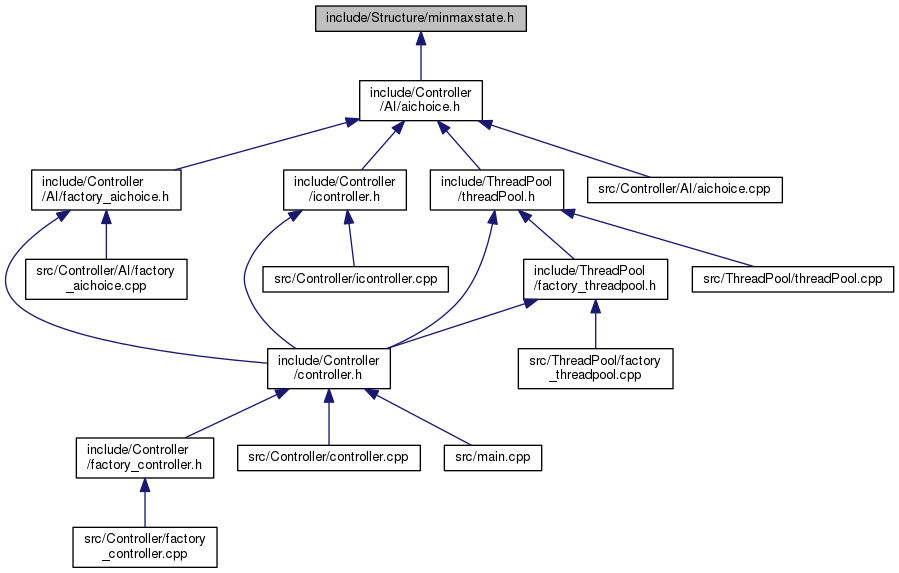 include/Structure/minmaxstate.h
include/Controller
/AI/aichoice.h
include/Controller
/AI/factory_aichoice.h
include/Controller
/icontroller.h
include/ThreadPool
/threadPool.h
src/Controller/AI/aichoice.cpp
src/Controller/AI/factory
_aichoice.cpp
src/Controller/icontroller.cpp
include/ThreadPool
/factory_threadpool.h
src/ThreadPool/threadPool.cpp
include/Controller
/controller.h
src/ThreadPool/factory
_threadpool.cpp
include/Controller
/factory_controller.h
src/Controller/controller.cpp
src/main.cpp
src/Controller/factory
_controller.cpp